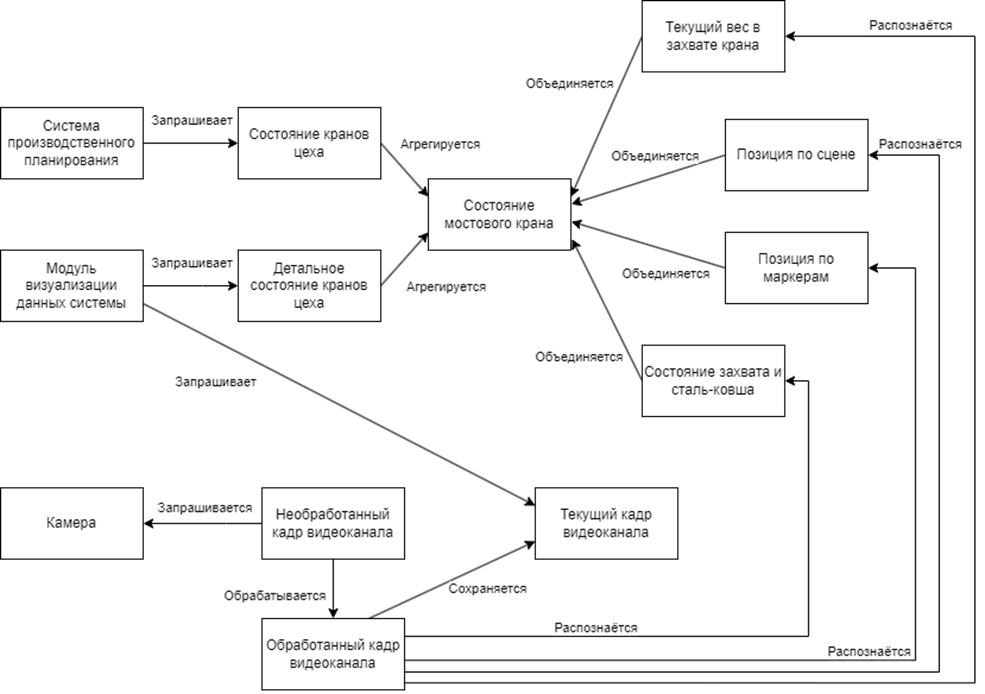 Текущий вес в
захвате крана
Распознаётся
Объединяется
Система
производственного
планирования
Запрашивает
Состояние кранов
цеха
Агрегируется
Объединяется
Позиция по сцене
Распознаётся
Состояние
мостового крана
Модуль
визуализации
данных системы
Запрашивает
Детальное
состояние кранов
цеха
Агрегируется
Объединяется
Позиция по
маркерам
Объединяется
Состояние захвата и
сталь-ковша
Запрашивает
Камера
Запрашивается
Необработанный
кадр видеоканала
Текущий кадр
видеоканала
Обрабатывается
Сохраняется
Обработанный кадр
видеоканала
Распознаётся
Распознаётся